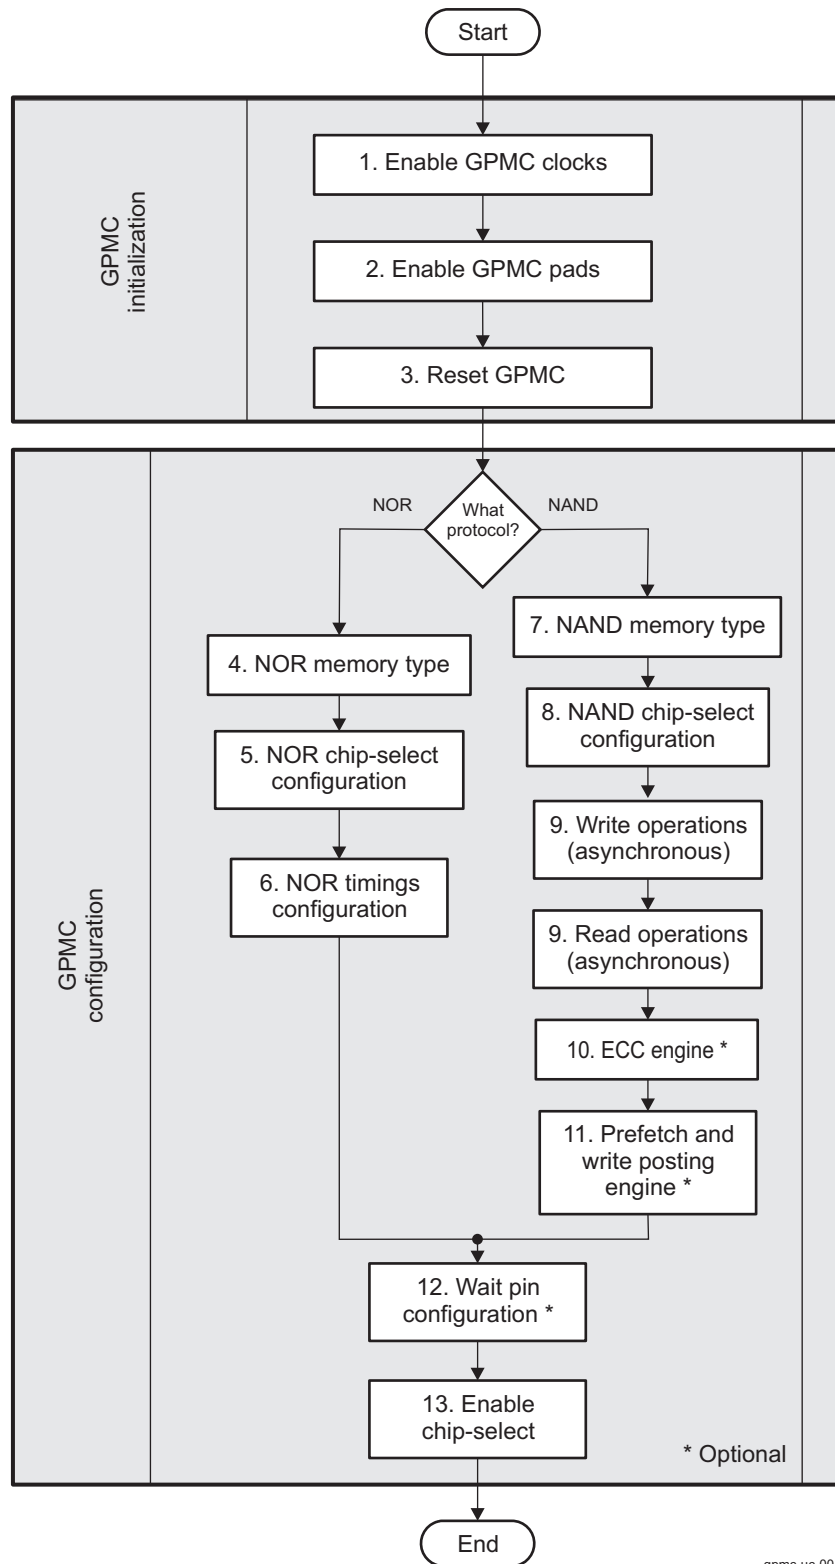 Start
GPMC
initialization
1. Enable GPMC clocks
2. Enable GPMC pads
3. Reset GPMC
GPMC
configuration
What
protocol?
NOR
NAND
4. NOR memory type
5. NOR chip-select
configuration
6. NOR timings
configuration
7. NAND memory type
8. NAND chip-select
configuration
9. Write operations
(asynchronous)
9. Read operations
(asynchronous)
10. ECC engine *
11. Prefetch and
write posting
engine *
12. Wait pin
configuration *
13. Enable
chip-select
* Optional
End